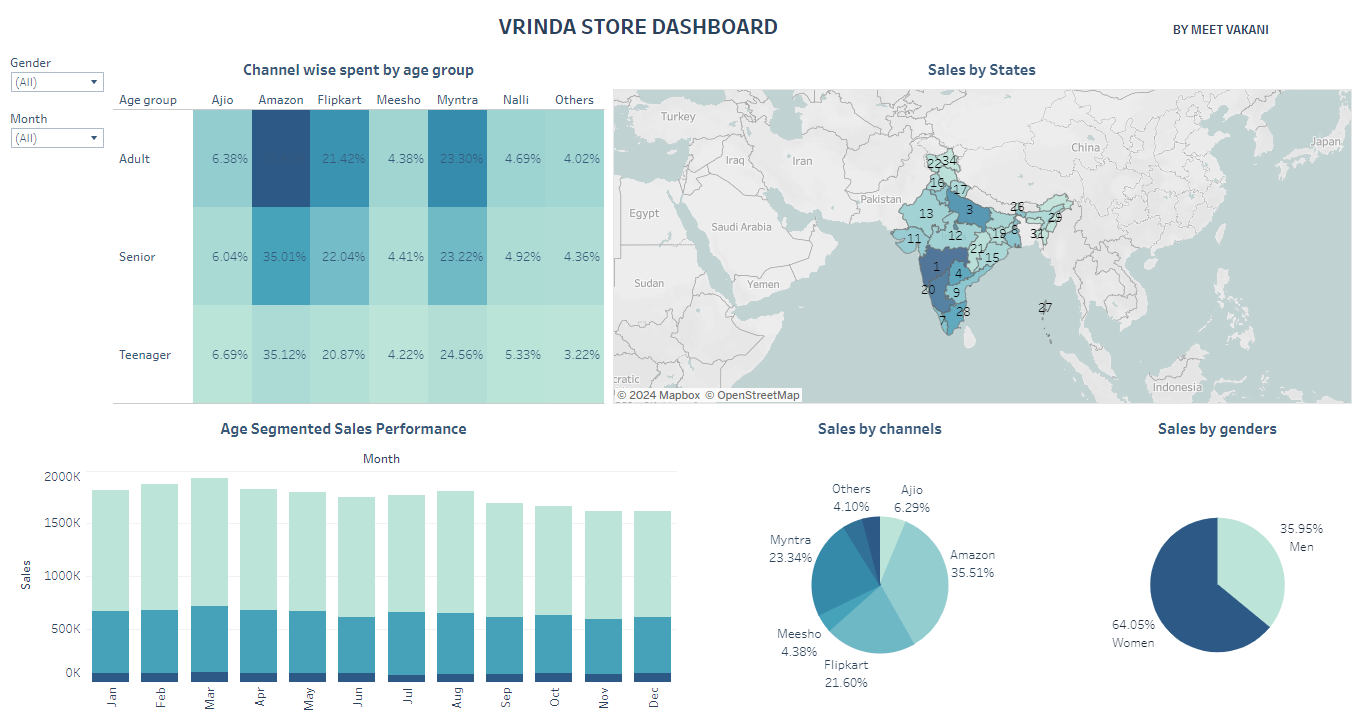 VRINDA STORE DASHBOARD
BY MEET VAKANI
Gender
(All)
Month
(All)
Channel wise spent by age group
Age group Ajio Amazon Flipkart Meesho Myntra Nalli Others
Adult 6.38% 21.42% 4.38% 23.30% 4.69% 4.02%
Senior 6.04% 35.01% 22.04% 4.41% 23.22% 4.92% 4.36%
Teenager 6.69% 35.12% 20.87% 4.22% 24.56% 5.33% 3.22%
Sales by States
Turkey
China
Japan
Iraq
Iran
Pakistan
Egypt
Saudi Arabia
Sudan
Yemen
Indonesia
cratic
22 34
16
17
3
26
13
29
11
12
19
8
31
21
15
1
4
20
9
28
7
27
© 2024 Mapbox © OpenStreetMap
Age Segmented Sales Performance
Month
Sales
2000K
1500K
1000K
500K
0K
Jan Feb Mar Apr May Jun Jul Aug Sep Oct Nov Dec
Sales by channels
Others
4.10%
Ajio
6.29%
Myntra
23.34%
Amazon
35.51%
Meesho
4.38%
Flipkart
21.60%
Sales by genders
35.95%
Men
64.05%
Women